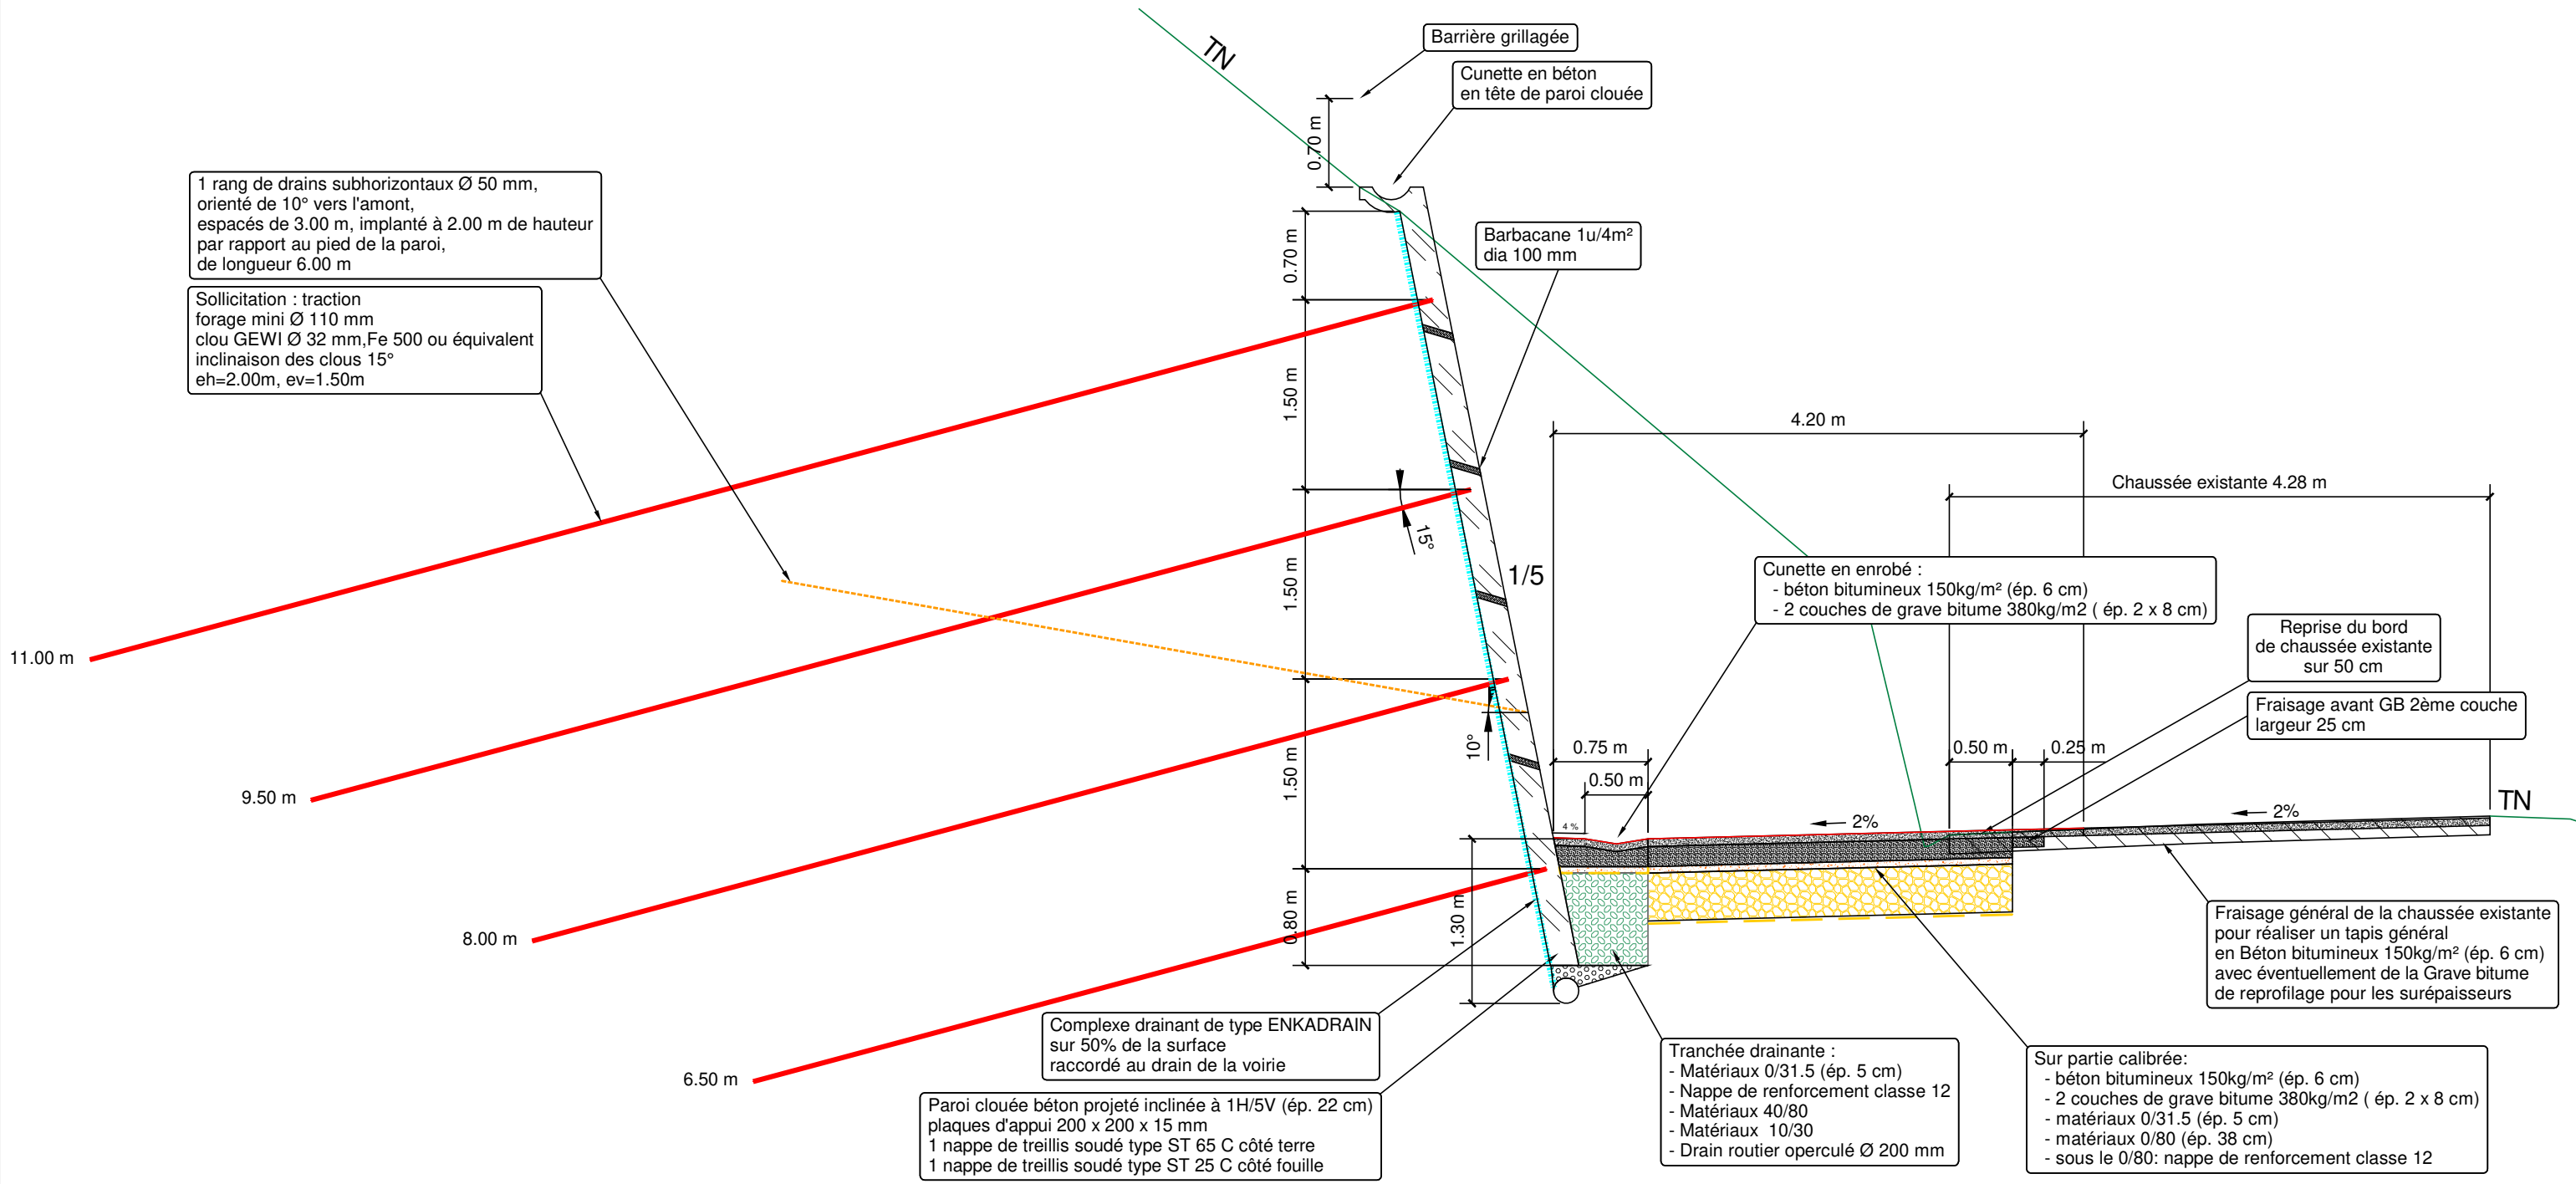 TN
Barrière grillagée
Cunette en béton
en tête de paroi clouée
0.70 m
1 rang de drains subhorizontaux Ø 50 mm,
orienté de 10° vers l'amont,
espacés de 3.00 m, implanté à 2.00 m de hauteur
par rapport au pied de la paroi,
de longueur 6.00 m
Sollicitation : traction
forage mini Ø 110 mm
clou GEWI Ø 32 mm,Fe 500 ou équivalent
inclinaison des clous 15°
eh=2.00m, ev=1.50m
Barbacane 1u/4m²
dia 100 mm
0.70 m
1.50 m
1.50 m
1.50 m
0.80 m
1.30 m
15°
10°
1/5
4.20 m
Chaussée existante 4.28 m
Cunette en enrobé :
- béton bitumineux 150kg/m² (ép. 6 cm)
- 2 couches de grave bitume 380kg/m2 ( ép. 2 x 8 cm)
Reprise du bord
de chaussée existante
sur 50 cm
Fraisage avant GB 2ème couche
largeur 25 cm
0.75 m
0.50 m
0.50 m
0.25 m
4 %
2%
2%
TN
11.00 m
9.50 m
8.00 m
6.50 m
Fraisage général de la chaussée existante
pour réaliser un tapis général
en Béton bitumineux 150kg/m² (ép. 6 cm)
avec éventuellement de la Grave bitume
de reprofilage pour les surépaisseurs
Complexe drainant de type ENKADRAIN
sur 50% de la surface
raccordé au drain de la voirie
Paroi clouée béton projeté inclinée à 1H/5V (ép. 22 cm)
plaques d'appui 200 x 200 x 15 mm
1 nappe de treillis soudé type ST 65 C côté terre
1 nappe de treillis soudé type ST 25 C côté fouille
Tranchée drainante :
- Matériaux 0/31.5 (ép. 5 cm)
- Nappe de renforcement classe 12
- Matériaux 40/80
- Matériaux 10/30
- Drain routier operculé Ø 200 mm
Sur partie calibrée:
- béton bitumineux 150kg/m² (ép. 6 cm)
- 2 couches de grave bitume 380kg/m2 ( ép. 2 x 8 cm)
- matériaux 0/31.5 (ép. 5 cm)
- matériaux 0/80 (ép. 38 cm)
- sous le 0/80: nappe de renforcement classe 12